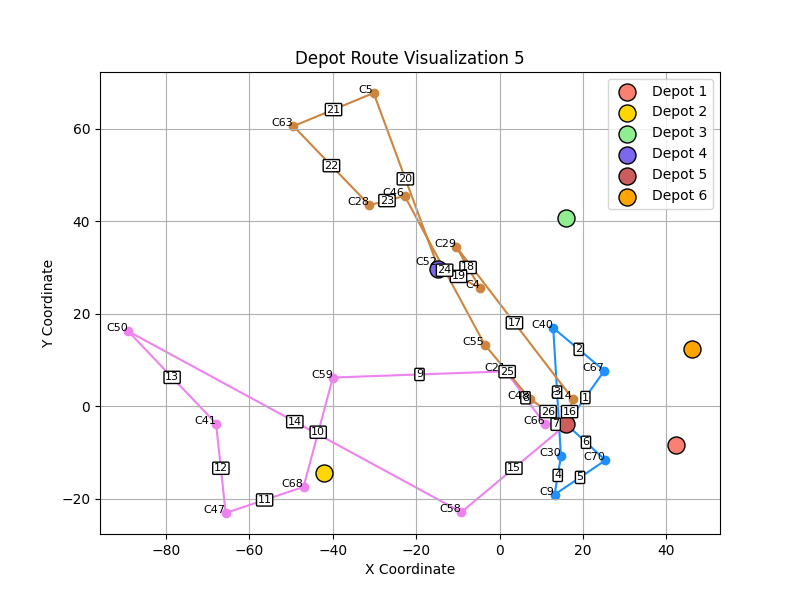 Depot Route Visualization 5
Depot 1
Depot 2
Depot 3
Depot 4
Depot 5
Depot 6
Y Coordinate
60
40
20
0
−20
−80
−60
−40
−20
0
20
40
X Coordinate
C5
C63
21
22
20
C28
23
C46
C29
C52
24
18
19
C4
17
C50
C40
C55
2
13
C59
9
C21
25
C67
3
1
C48
8
14
26
16
C41
14
C66
7
10
6
C30
C70
12
15
4
5
C68
11
C9
C47
C58